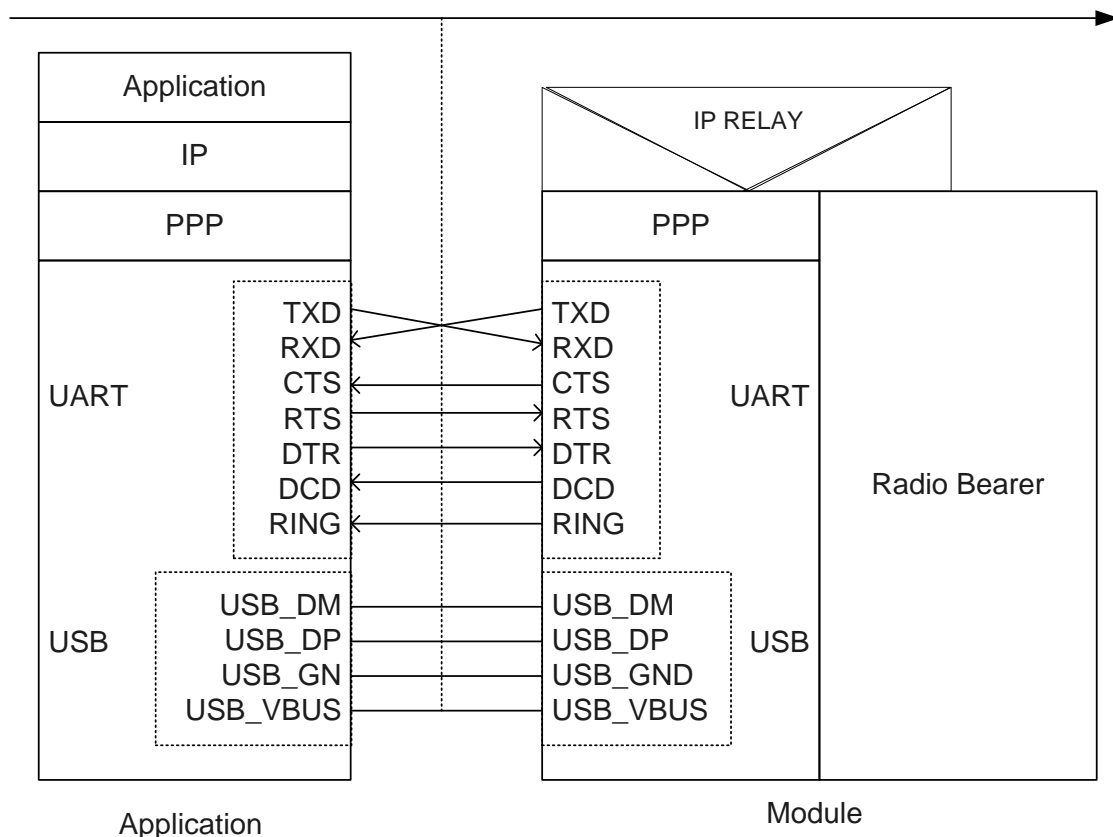 Application
IP
PPP
UART
TXD
RXD
CTS
RTS
DTR
DCD
RING
USB
USB_DM
USB_DP
USB_GN
USB_VBUS
Application
IP RELAY
PPP
TXD
RXD
CTS
RTS
DTR
DCD
RING
UART
USB_DM
USB_DP
USB_GND
USB_VBUS
USB
Radio Bearer
Module